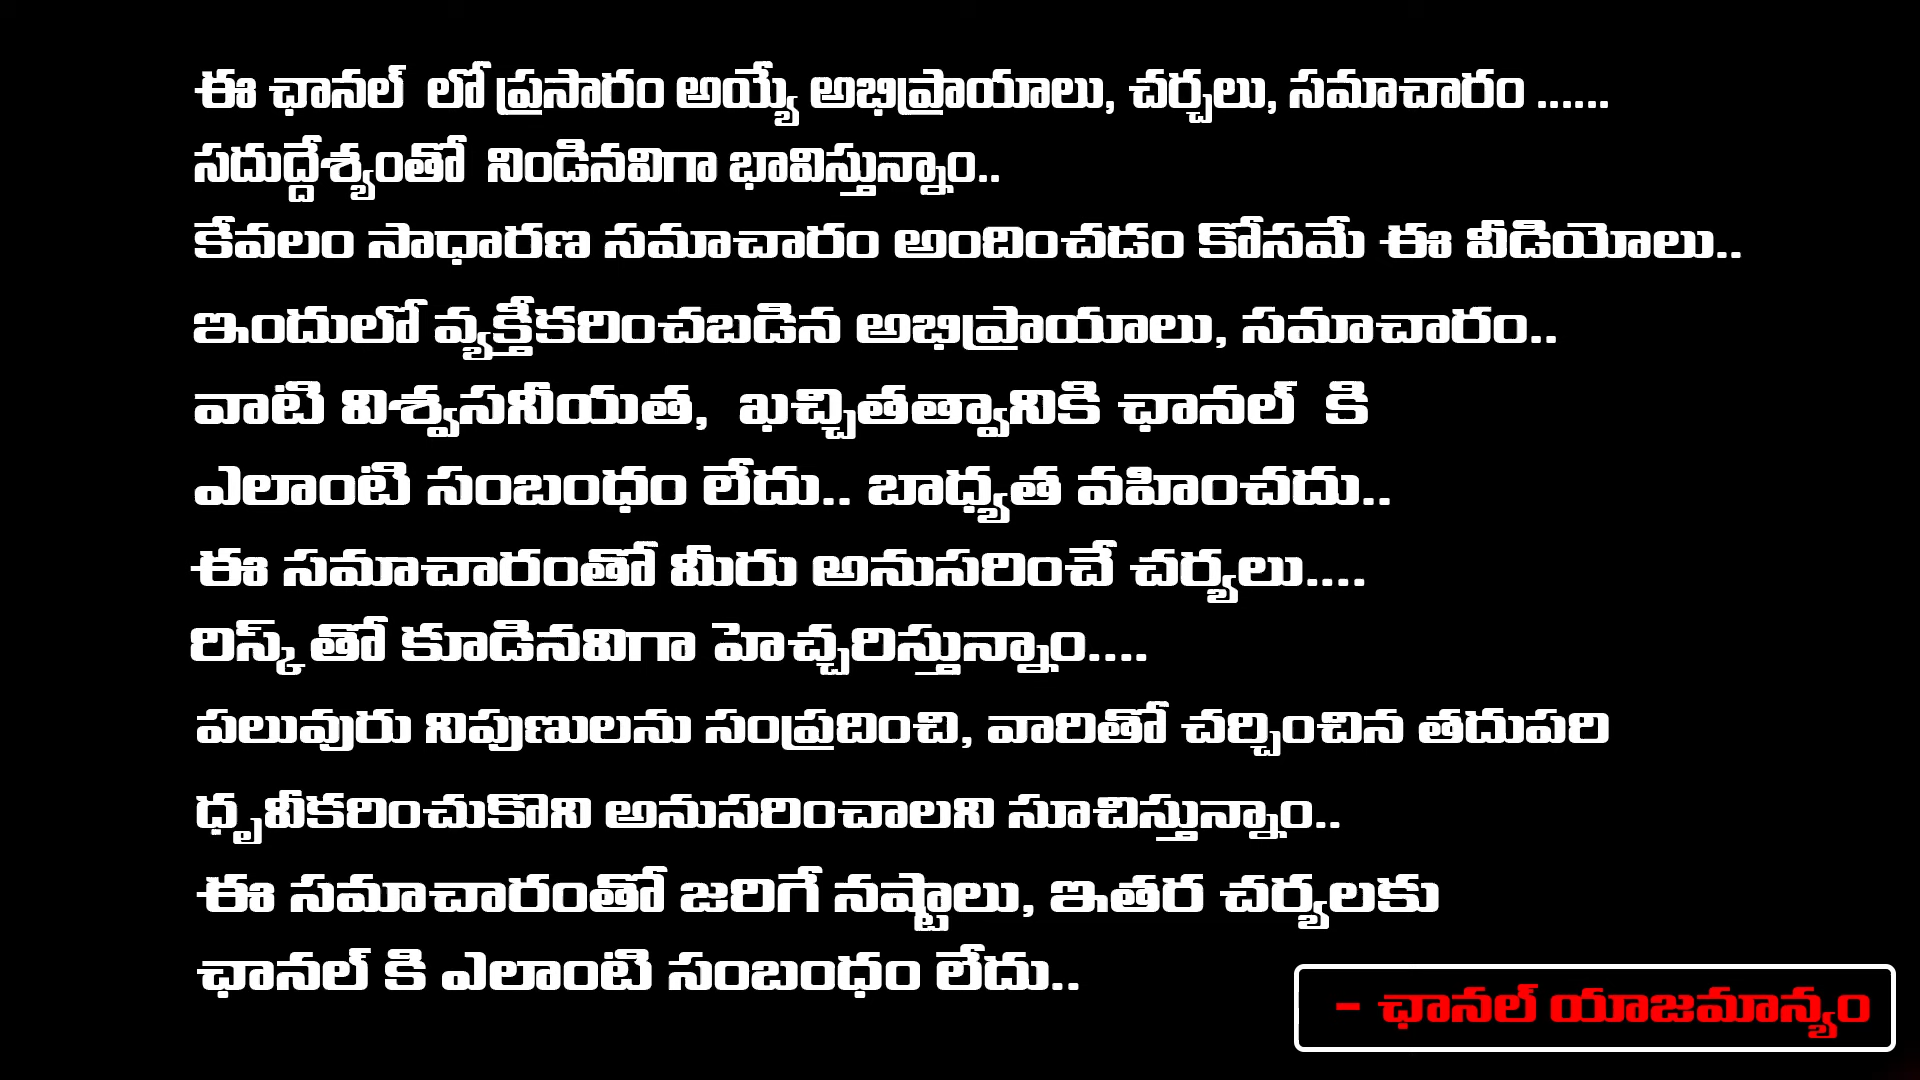 ఈ ఛానల్ లో ప్రసారం అయ్యే అభిప్రాయాలు, చర్చలు, సమాచారం ......
సదుద్దేశ్యంతో నిండినవిగా భావిస్తున్నాం..
కేవలం సాధారణ సమాచారం అందించడం కోసమే ఈ వీడియోలు..
ఇందులో వ్యక్తీకరించబడిన అభిప్రాయాలు, సమాచారం..
వాటి విశ్వసనీయత, ఖచ్చితత్వానికి ఛానల్ కి
ఎలాంటి సంబంధం లేదు.. బాధ్యత వహించదు..
ఈ సమాచారంతో మీరు అనుసరించే చర్యలు....
రిస్క్ తో కూడినవిగా హెచ్చరిస్తున్నాం....
పలువురు నిపుణులను సంప్రదించి, వారితో చర్చించిన తదుపరి
ధృవీకరించుకొని అనుసరించాలని సూచిస్తున్నాం..
ఈ సమాచారంతో జరిగే నష్టాలు, ఇతర చర్యలకు
ఛానల్ కి ఎలాంటి సంబంధం లేదు..
- ఛానల్ యాజమాన్యం